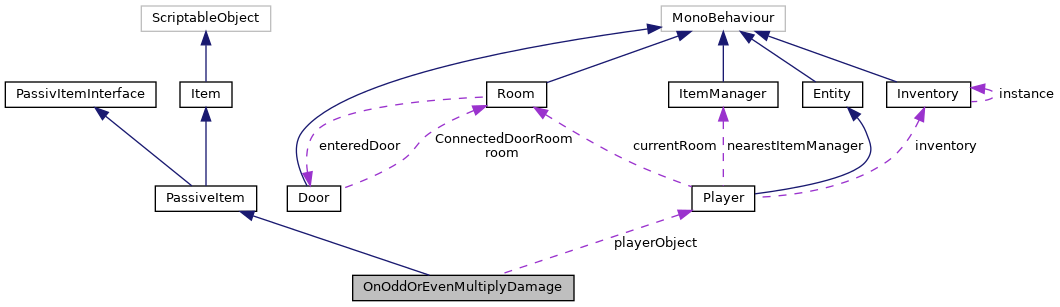 ScriptableObject
MonoBehaviour
PassivItemInterface
Item
Room
ItemManager
Entity
Inventory
instance
enteredDoor
ConnectedDoorRoom
room
currentRoom
nearestItemManager
inventory
PassiveItem
Door
Player
playerObject
OnOddOrEvenMultiplyDamage